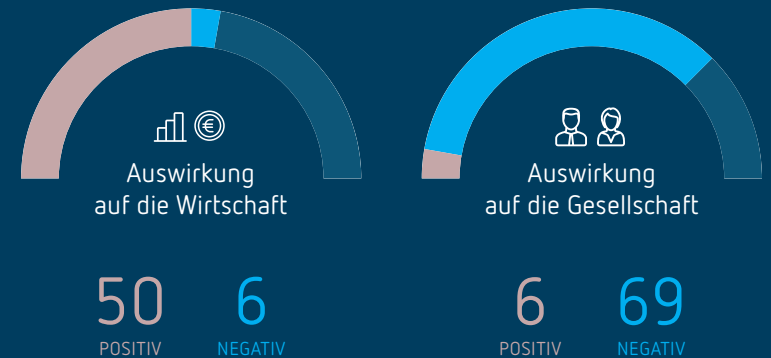 €
Auswirkung
auf die Wirtschaft
50 6
POSITIV NEGATIV
Auswirkung
auf die Gesellschaft
6 69
POSITIV NEGATIV